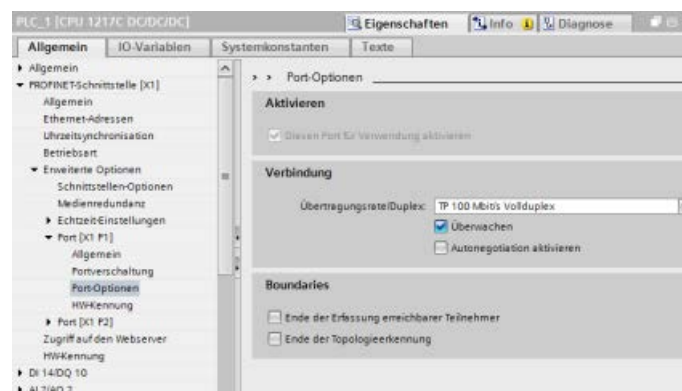 PLC_1 [CPU 1217C DC/DC/DC]
Eigenschaften
Info
Diagnose
Allgemein
IO-Variablen
Systemkonstanten
Texte
Allgemein
PROFINET-Schnittstelle [X1]
Allgemein
Ethernet-Adressen
Uhrzeitsynchronisation
Betriebsart
Erweiterte Optionen
Schnittstellen-Optionen
Medienredundanz
Echtzeit-Einstellungen
Port [X1 P1]
Allgemein
Portverschaltung
Port-Optionen
HW-Kennung
Port [X1 P2]
Zugriff auf den Webserver
HW-Kennung
DI 14/DQ 10
AI 2/AQ 2
> > Port-Optionen
Aktivieren
Diesen Port für Verwendung aktivieren
Verbindung
Übertragungsrate/Duplex: TP 100 Mbit/s Vollduplex
Überwachen
Autonegotiation aktivieren
Boundaries
Ende der Erfassung erreichbarer Teilnehmer
Ende der Topologieerkennung